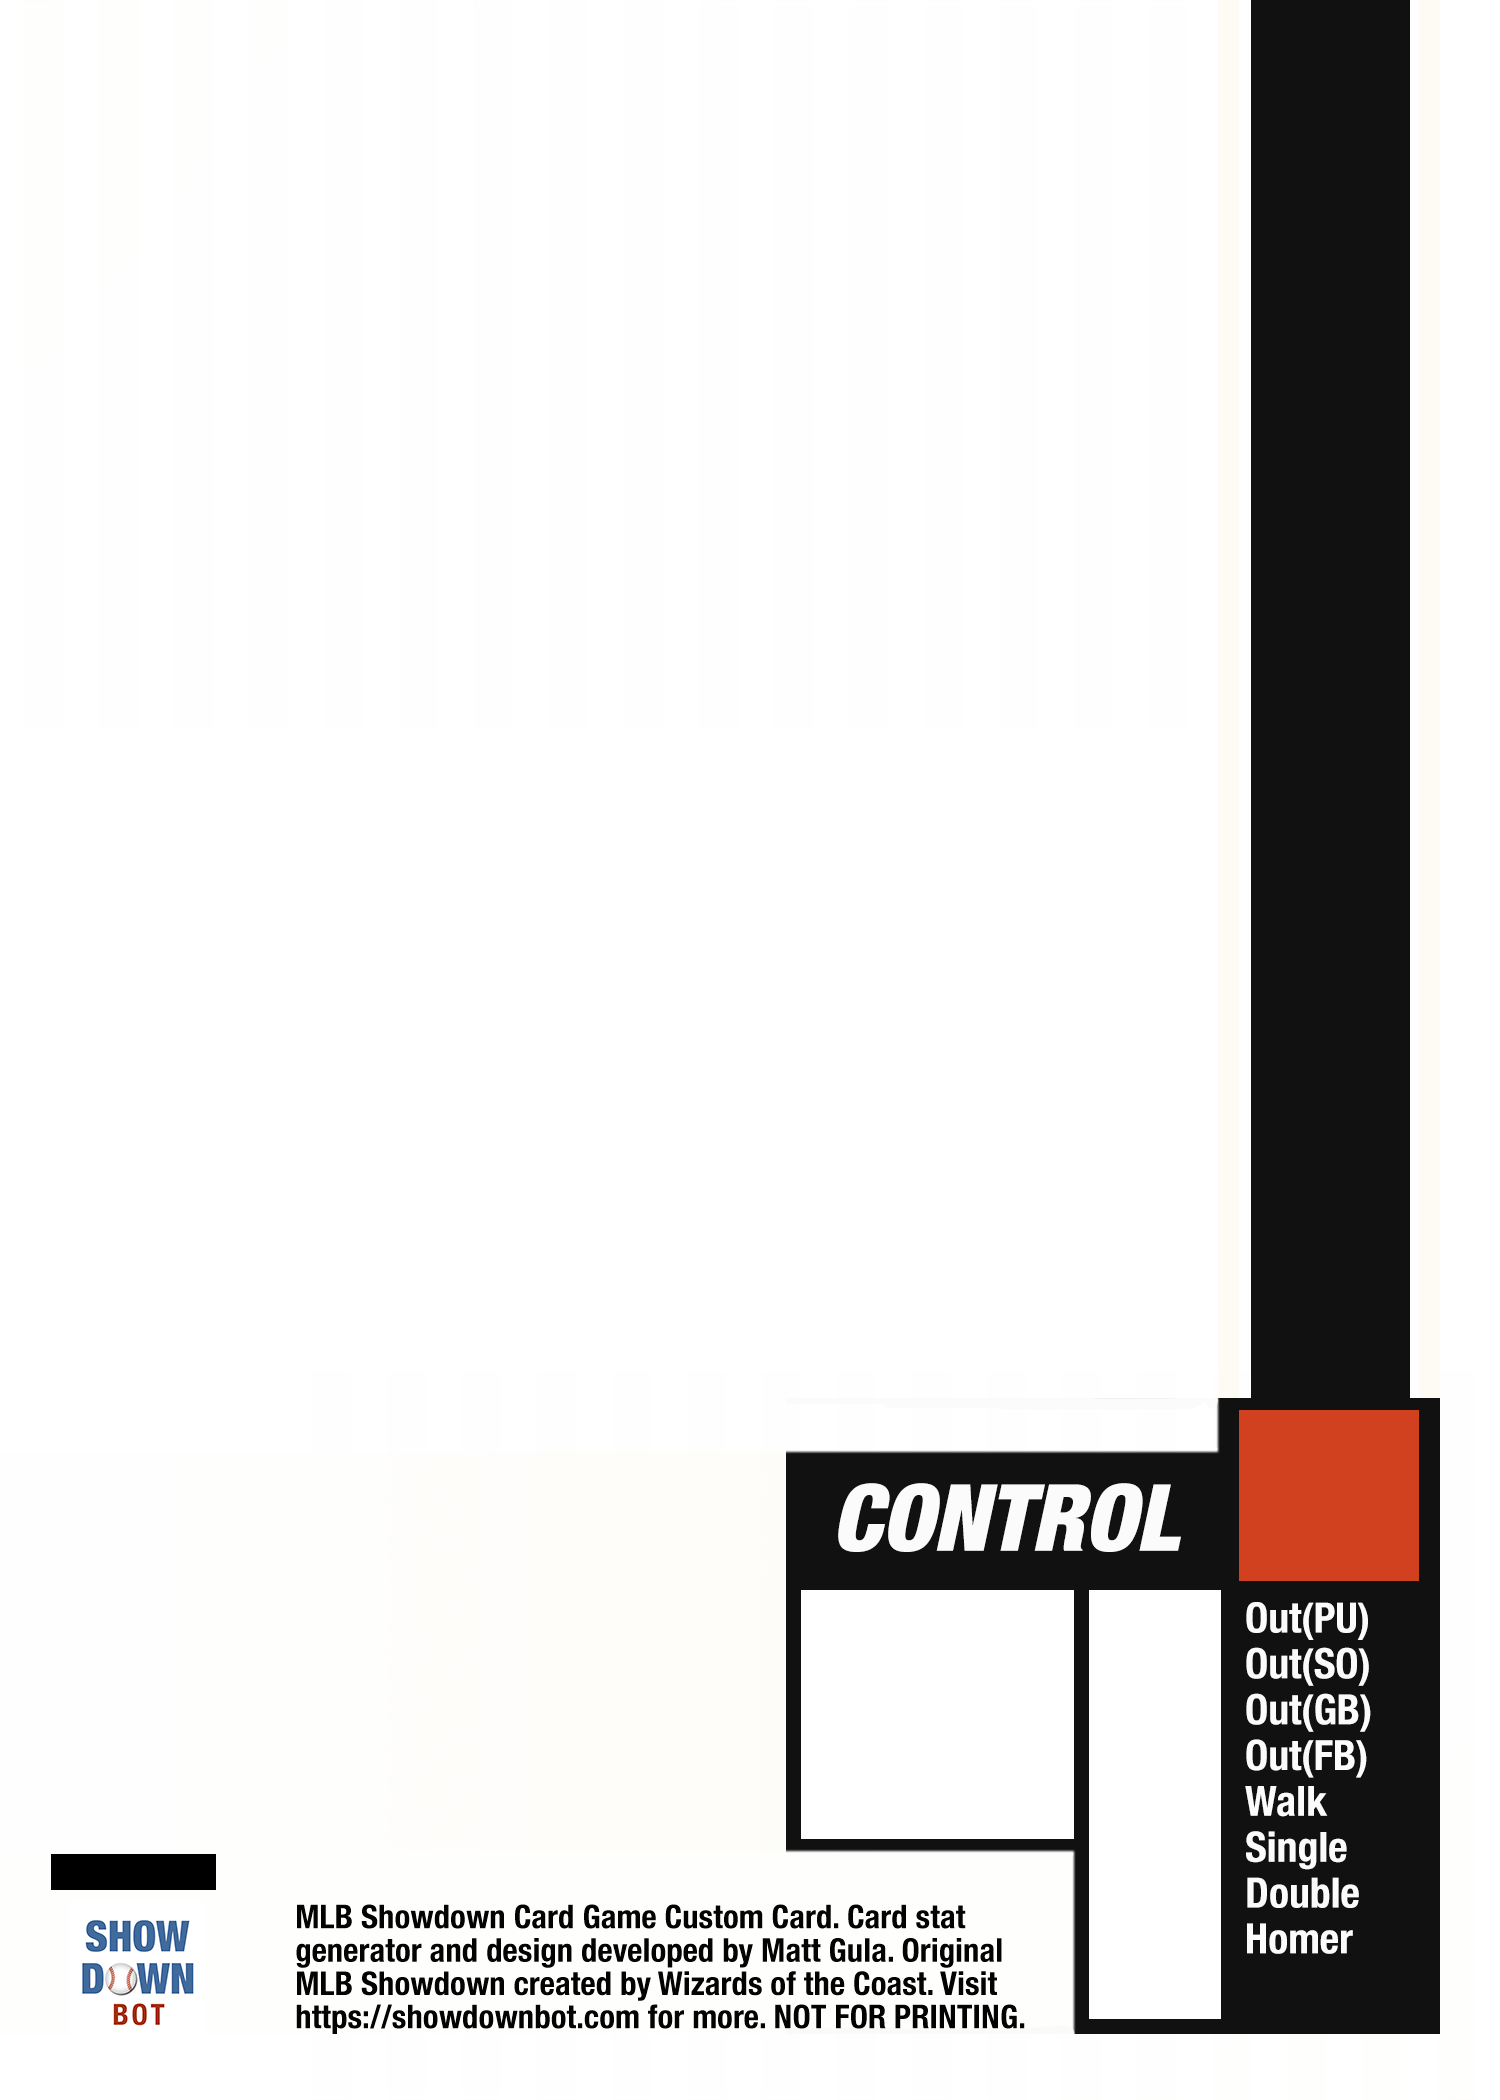 CONTROL
Out(PU)
Out(SO)
Out(GB)
Out(FB)
Walk
Single
Double
Homer
SHOW
DOWN
BOT
MLB Showdown Card Game Custom Card. Card stat
generator and design developed by Matt Gula. Original
MLB Showdown created by Wizards of the Coast. Visit
https://showdownbot.com for more. NOT FOR PRINTING.